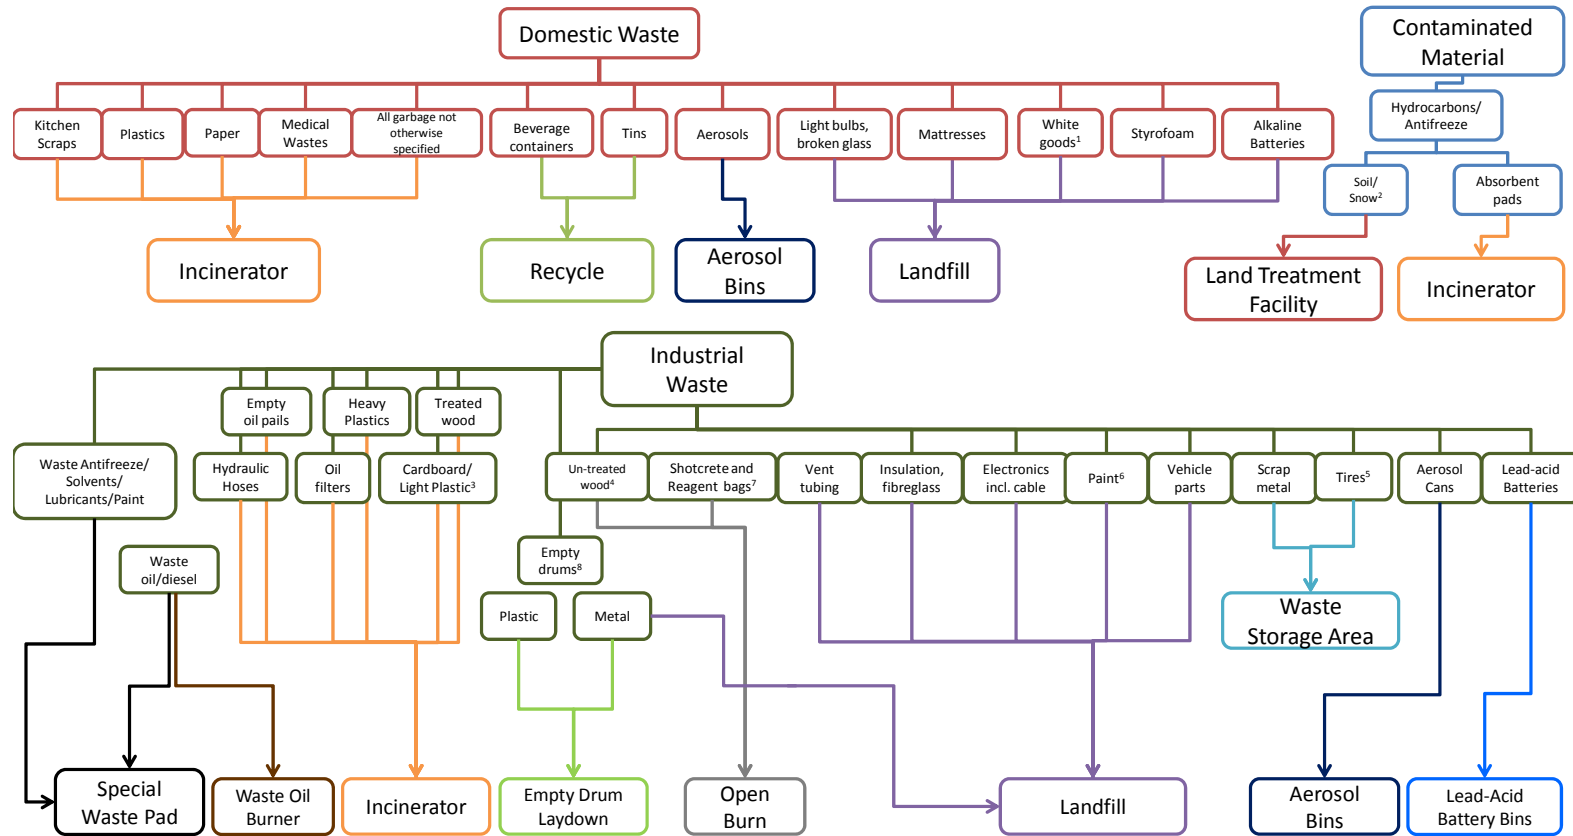 Domestic Waste
Contaminated
Material
Kitchen
Scraps
Plastics
Paper
Medical
Wastes
All garbage not
otherwise
specified
Beverage
containers
Tins
Aerosols
Light bulbs,
broken glass
Mattresses
White
goods¹
Styrofoam
Alkaline
Batteries
Hydrocarbons/
Antifreeze
Soil/
Snow²
Absorbent
pads
Incinerator
Recycle
Aerosol
Bins
Landfill
Land Treatment
Facility
Incinerator
Industrial
Waste
Empty
oil pails
Heavy
Plastics
Treated
wood
Waste Antifreeze/
Solvents/
Lubricants/Paint
Hydraulic
Hoses
Oil
filters
Cardboard/
Light Plastic³
Un-treated
wood⁴
Shotcrete and
Reagent bags⁷
Vent
tubing
Insulation,
fibreglass
Electronics
incl. cable
Paint⁶
Vehicle
parts
Scrap
metal
Tires⁵
Aerosol
Cans
Lead-acid
Batteries
Waste
oil/diesel
Empty
drums⁸
Plastic
Metal
Waste
Storage Area
Special
Waste Pad
Waste Oil
Burner
Incinerator
Empty Drum
Laydown
Open
Burn
Landfill
Aerosol
Bins
Lead-Acid
Battery Bins